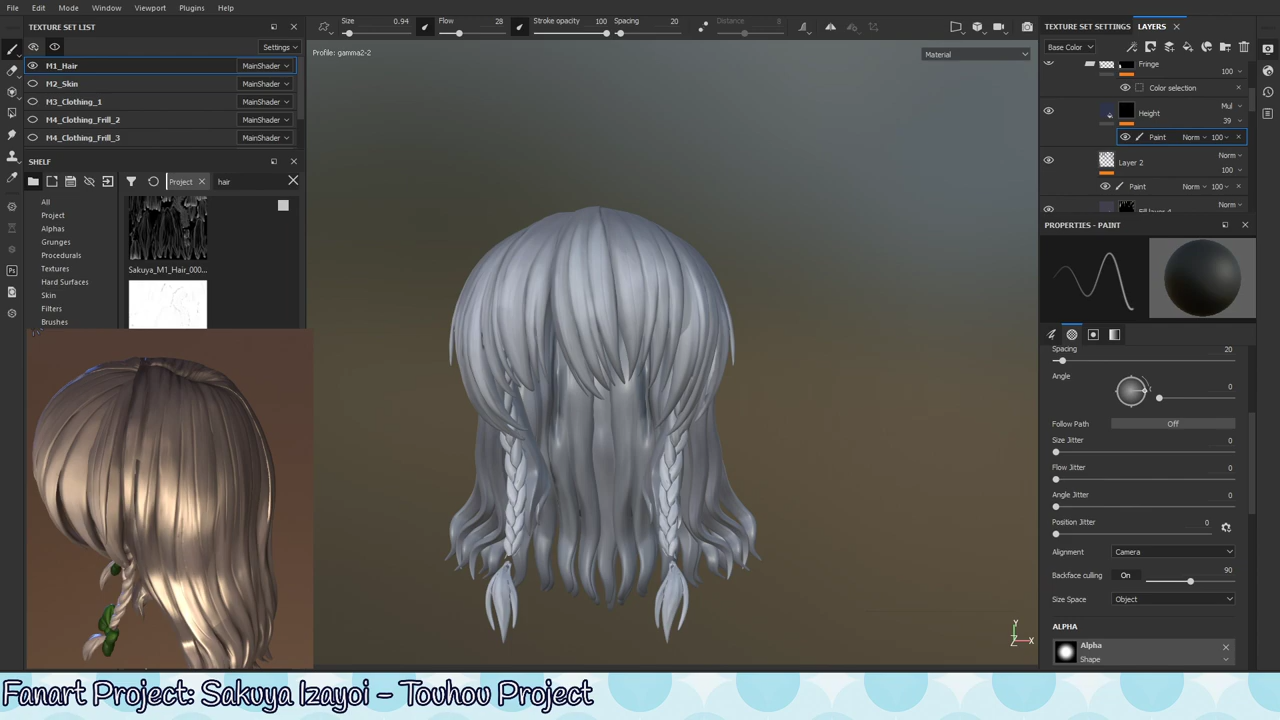 File Edit Mode Window Viewport Plugins Help
TEXTURE SET LIST
Settings
M1_Hair MainShader
M2_Skin MainShader
M3_Clothing_1 MainShader
M4_Clothing_Frill_2 MainShader
M4_Clothing_Frill_3 MainShader
SHELF
Project hair
All
Project
Alphas
Grunges
Procedurals
Textures
Hard Surfaces
Skin
Filters
Brushes
Sakuya_M1_Hair_000...
Size 0.94 Flow 28 Stroke opacity 100 Spacing 20 Distance 8
Profile: gamma2-2
Material
Y
Z X
TEXTURE SET SETTINGS LAYERS
Base Color
Fringe 100
Color selection
Height Mul 39
Paint Norm 100
Layer 2 Norm 100
Paint Norm 100
Norm
PROPERTIES - PAINT
Spacing 20
Angle 0
Follow Path Off
Size Jitter 0
Flow Jitter 0
Angle Jitter 0
Position Jitter 0
Alignment Camera
Backface culling On 90
Size Space Object
ALPHA
Alpha
Shape
Fanart Project: Sakuya Izayoi - Touhou Project